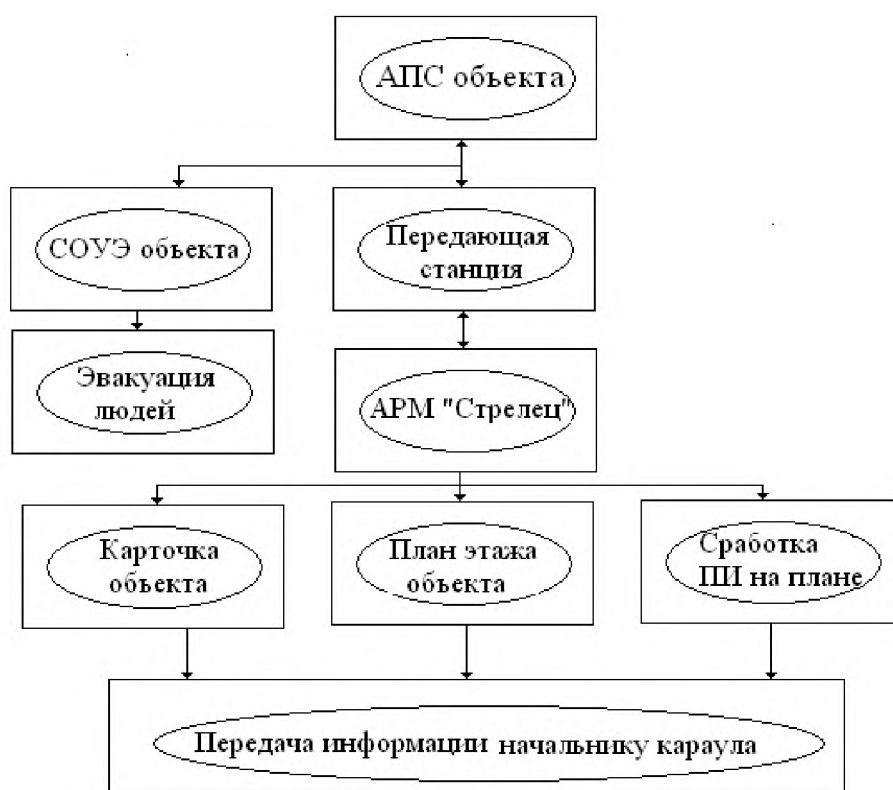 АПС объекта
СОУЭ объекта
Передающая
станция
Эвакуация
людей
АРМ "Стрелец"
Карточка
объекта
План этажа
объекта
Сработка
ПИ на плане
Передача информации начальнику караула